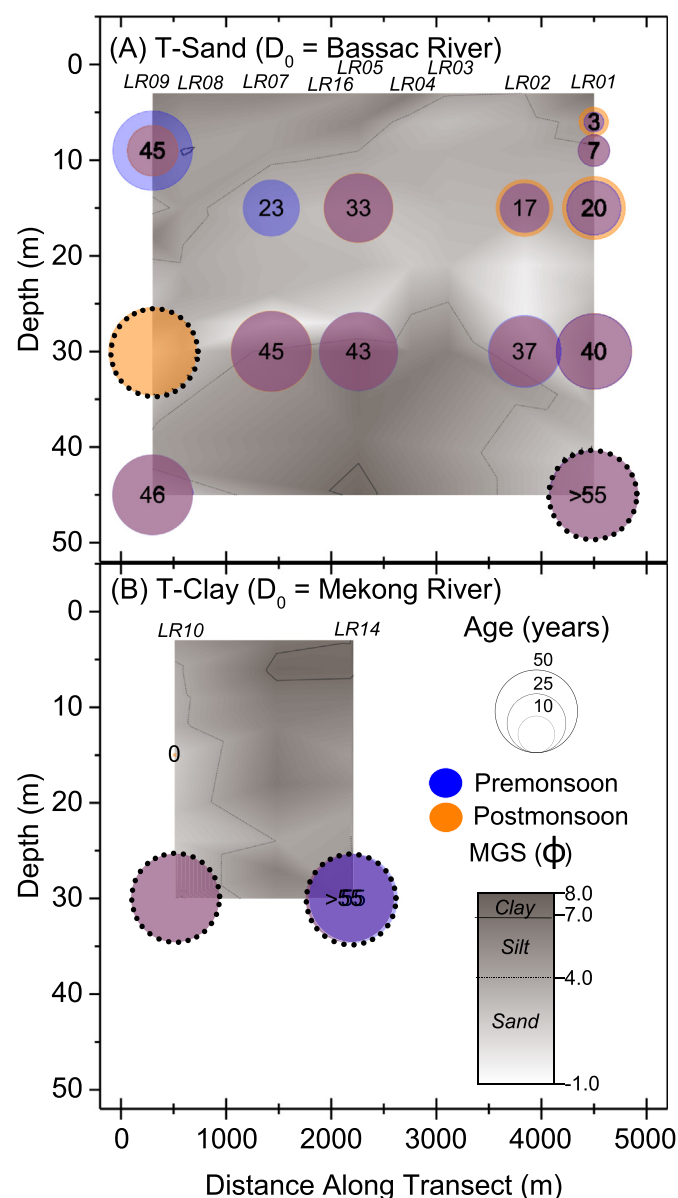 (A) T-Sand (D0 = Bassac River)
LR09 LR08 LR07 LR16 LR05 LR04 LR03 LR02 LR01
0
10
20
30
40
50
Depth (m)
3
45
7
23
33
17
20
45
43
37
40
46
>55
(B) T-Clay (D0 = Mekong River)
LR10 LR14
0
10
20
30
40
50
Depth (m)
0
>55
Age (years)
50
25
10
Premonsoon
Postmonsoon
MGS (ϕ)
Clay
Silt
Sand
8.0
7.0
4.0
-1.0
0 1000 2000 3000 4000 5000
Distance Along Transect (m)